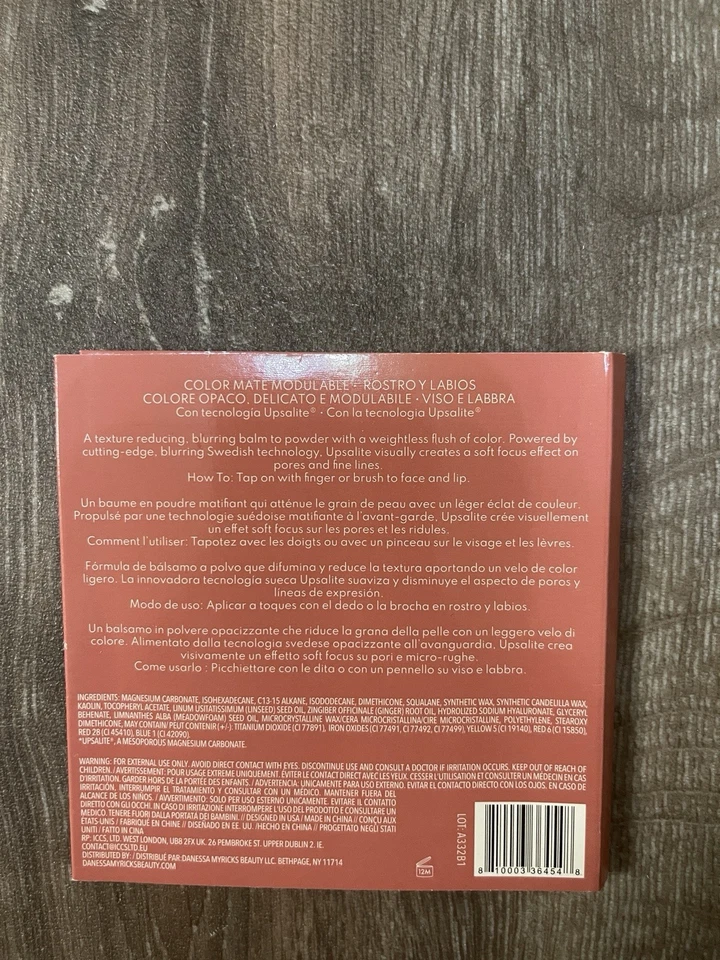 COLOR MATE MODULABLE - ROSTRO Y LABIOS
COLORE OPACO, DELICATO E MODULABILE · VISO E LABBRA
Con tecnología Upsalite® · Con la tecnologia Upsalite®
A texture reducing, blurring balm to powder with a weightless flush of color. Powered by
cutting-edge, blurring Swedish technology, Upsalite visually creates a soft focus effect on
pores and fine lines.
How To: Tap on with finger or brush to face and lip.
Un baume en poudre matifiant qui atténue le grain de peau avec un léger éclat de couleur.
Propulsé par une technologie suédoise matifiante à l'avant-garde. Upsalite crée visuellement
un effet soft focus sur les pores et les ridules.
Comment l'utiliser: Tapotez avec les doigts ou avec un pinceau sur le visage et les lèvres.
Fórmula de bálsamo a polvo que difumina y reduce la textura aportando un velo de color
ligero. La innovadora tecnología sueca Upsalite suaviza y disminuye el aspecto de poros y
líneas de expresión.
Modo de uso: Aplicar a toques con el dedo o la brocha en rostro y labios.
Un balsamo in polvere opacizzante che riduce la grana della pelle con un leggero velo di
colore. Alimentato dalla tecnologia svedese opacizzante all'avanguardia, Upsalite crea
visivamente un effetto soft focus su pori e micro-rughe.
Come usarlo : Picchiettare con le dita o con un pennello su viso e labbra.
INGREDIENTS: MAGNESIUM CARBONATE, ISOHEXADECANE, C13-15 ALKANE, ISODODECANE, DIMETHICONE, SQUALANE, SYNTHETIC WAX, SYNTHETIC CANDELILLA WAX,
KAOLIN, TOCOPHERYL ACETATE, LINUM USITATISSIMUM (LINSEED) SEED OIL, ZINGIBER OFFICINALE (GINGER) ROOT OIL, HYDROLIZED SODIUM HYALURONATE, GLYCERYL
BEHENATE, LIMNANTHES ALBA (MEADOWFOAM) SEED OIL, MICROCRYSTALLINE WAX/CERA MICROCRISTALLINA/CIRE MICROCRISTALLINE, POLYETHYLENE, STEAROXY
DIMETHICONE, MAY CONTAIN/ PEUT CONTENIR (+/-): TITANIUM DIOXIDE (CI 77891), IRON OXIDES (CI 77491, CI 77492, CI 77499), YELLOW 5 (CI 19140), RED 6 (CI 15850),
RED 28 (CI 45410), BLUE 1 (CI 42090).
*UPSALITE®, A MESOPOROUS MAGNESIUM CARBONATE.
WARNING: FOR EXTERNAL USE ONLY. AVOID DIRECT CONTACT WITH EYES. DISCONTINUE USE AND CONSULT A DOCTOR IF IRRITATION OCCURS. KEEP OUT OF REACH OF
CHILDREN. / AVERTISSEMENT: POUR USAGE EXTREME UNIQUEMENT. ÉVITER LE CONTACT DIRECT AVEC LES YEUX. CESSER L'UTILISATION ET CONSULTER UN MÉDECIN EN CAS
D'IRRITATION. GARDER HORS DE LA PORTÉE DES ENFANTS. / ADVERTENCIA: ÚNICAMENTE PARA USO EXTERNO. EVITAR EL CONTACTO DIRECTO CON LOS OJOS. EN CASO DE
IRRITACIÓN, INTERRUMPIR EL TRATAMIENTO Y CONSULTAR CON UN MÉDICO. MANTENER FUERA DEL
ALCANCE DE LOS NIÑOS. / AVVERTIMENTO: SOLO PER USO ESTERNO UNICAMENTE. EVITARE IL CONTATTO
DIRETTO CON GLI OCCHI. IN CASO DI IRRITAZIONE INTERROMPERE L'USO DEL PRODOTTO E CONSULTARE UN
MEDICO. TENERE FUORI DALLA PORTATA DEI BAMBINI. / DESIGNED IN USA / MADE IN CHINA / CONÇU AUX
ÉTATS-UNIS / FABRIQUÉ EN CHINE // DISEÑADO EN EE. UU. /HECHO EN CHINA // PROGETTATO NEGLI STATI
UNITI / FATTO IN CINA
RP: ICCS, LTD. WEST LONDON, UB8 2FX UK. 26 PEMBROKE ST. UPPER DUBLIN 2. IE.
CONTACT@ICCSLTD.EU
DISTRIBUTED BY: / DISTRIBUÉ PAR:DANESSA MYRICKS BEAUTY LLC. BETHPAGE, NY 11714
DANESSAMYRICKSBEAUTY.COM
12M
LOT: A332B1
8 10003 36454 8